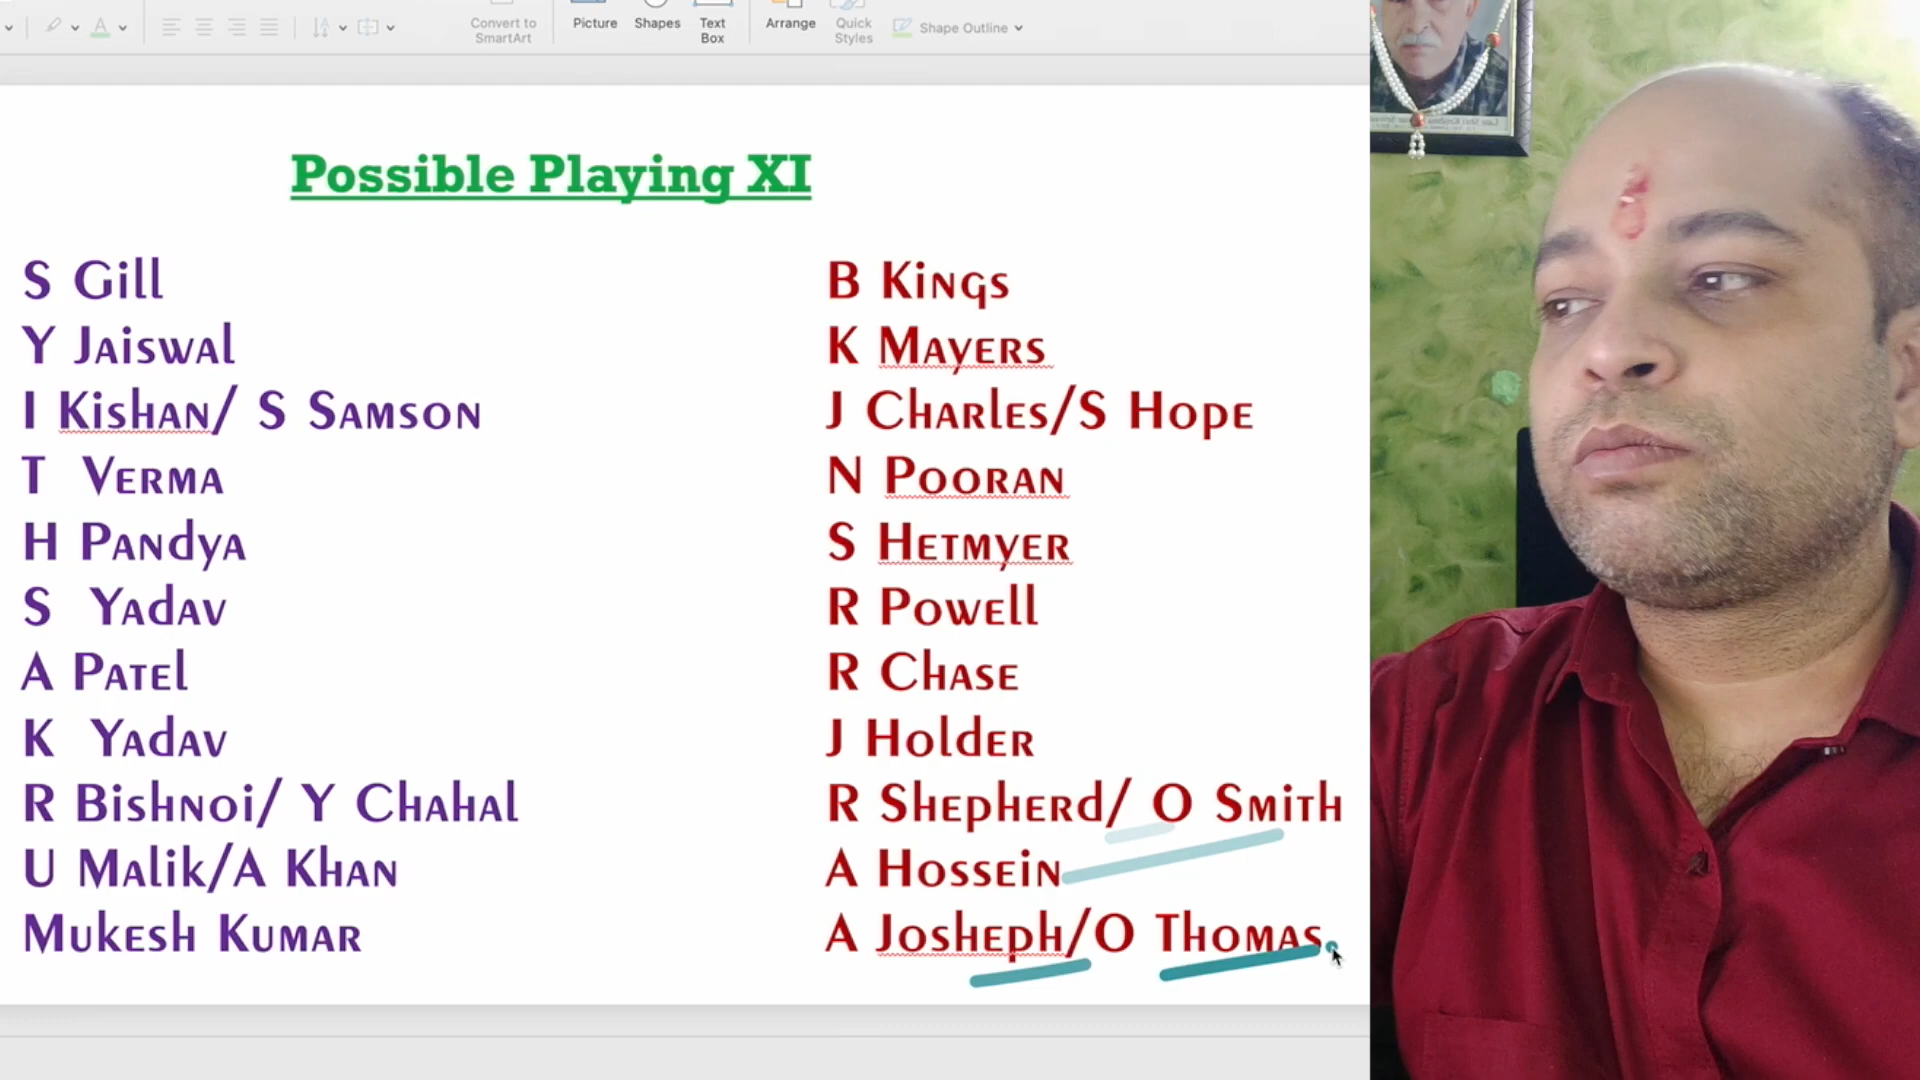 Convert to SmartArt
Picture
Shapes
Text Box
Arrange
Quick Styles
Shape Outline
Possible Playing XI
S Gill
Y Jaiswal
I Kishan/ S Samson
T Verma
H Pandya
S Yadav
A Patel
K Yadav
R Bishnoi/ Y Chahal
U Malik/A Khan
Mukesh Kumar
B Kings
K Mayers
J Charles/S Hope
N Pooran
S Hetmyer
R Powell
R Chase
J Holder
R Shepherd/ O Smith
A Hossein
A Josheph/O Thomas